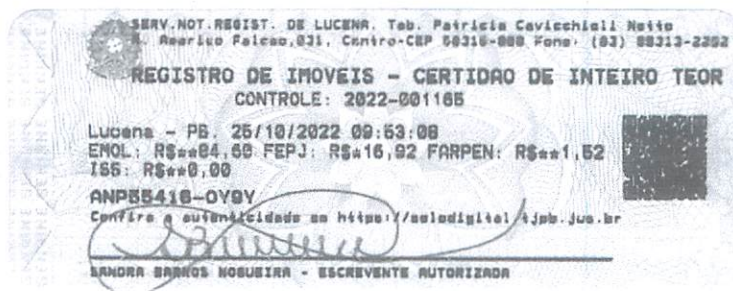 SERV.NOT.REGIST. DE LUCENA. Tab. Patricia Cavicchioli Netto
R. Americo Falcao,031, Centro-CEP 58315-000 Fone: (83) 98313-2252
REGISTRO DE IMOVEIS - CERTIDAO DE INTEIRO TEOR
CONTROLE: 2022-001165
Lucena - PB. 25/10/2022 09:53:08
EMOL: R$**84,60 FEPJ: R$*16,92 FARPEN: R$**1,52
ISS: R$**0,00
ANP55416-OY9Y
Confira a autenticidade em https://selodigital.tjpb.jus.br
SANDRA BARROS NOGUEIRA - ESCREVENTE AUTORIZADA